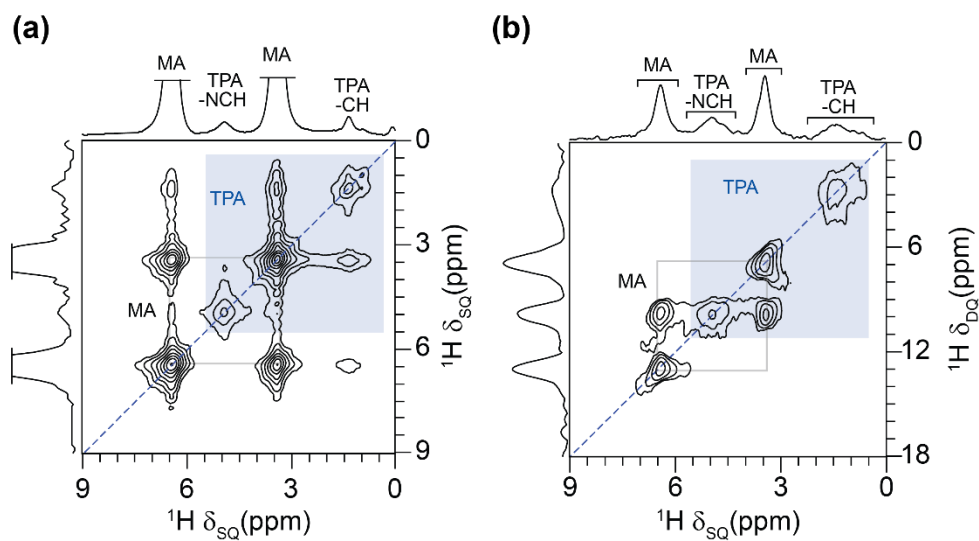 (a)
MA
TPA
-NCH
MA
TPA
-CH
0
3
6
9
TPA
MA
¹H δSQ(ppm)
9
6
3
0
¹H δSQ(ppm)
(b)
MA
TPA
-NCH
MA
TPA
-CH
0
6
12
18
TPA
MA
¹H δDQ(ppm)
9
6
3
0
¹H δSQ(ppm)